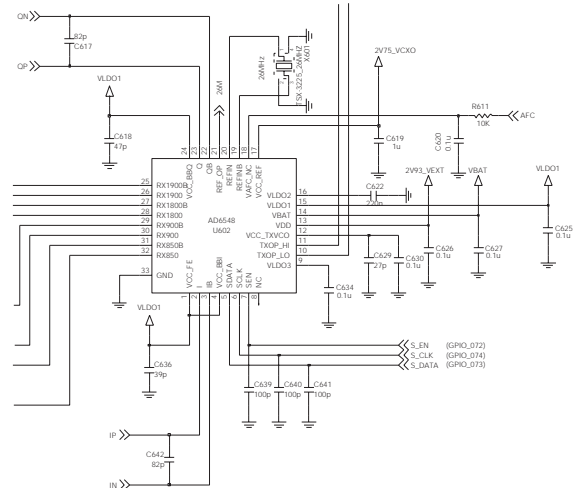 QN
82p
C617
QP
VLDO1
C618
47p
26M
26MHz
X601
TSX-3225_26MHz
2V75_VCXO
R611
10K
AFC
C619
1u
C620
0.1u
2V93_VEXT
VBAT
VLDO1
24
23
22
21
20
19
18
17
VCC_BBQ
Q
QB
REF_OP
REFIN
REFINB
VAFC_NC
VCC_REF
25
RX1900B
26
RX1900
27
RX1800B
28
RX1800
29
RX900B
30
RX900
31
RX850B
32
RX850
33
GND
AD6548
U602
VLDO2
16
VLDO1
15
VBAT
14
VDD
13
VCC_TXVCO
12
TXOP_HI
11
TXOP_LO
10
VLDO3
9
C622
220p
C629
27p
C630
0.1u
C626
0.1u
C627
0.1u
C625
0.1u
C634
0.1u
VCC_FE
I
IB
VCC_BBI
SDATA
SCLK
SEN
NC
1
2
3
4
5
6
7
8
VLDO1
C636
39p
S_EN
(GPIO_072)
S_CLK
(GPIO_074)
S_DATA
(GPIO_073)
C639
100p
C640
100p
C641
100p
IP
C642
82p
IN